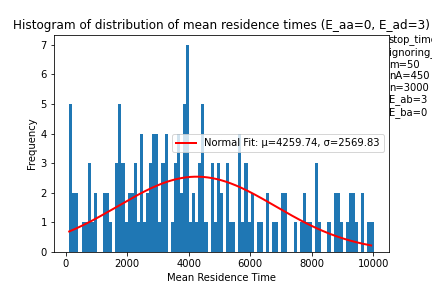 Histogram of distribution of mean residence times (E_aa=0, E_ad=3)
stop_time
ignoring_
m=50
nA=450
n=3000
E_ab=3
E_ba=0
Normal Fit: μ=4259.74, σ=2569.83
Frequency
7
6
5
4
3
2
1
0
0 2000 4000 6000 8000 10000
Mean Residence Time